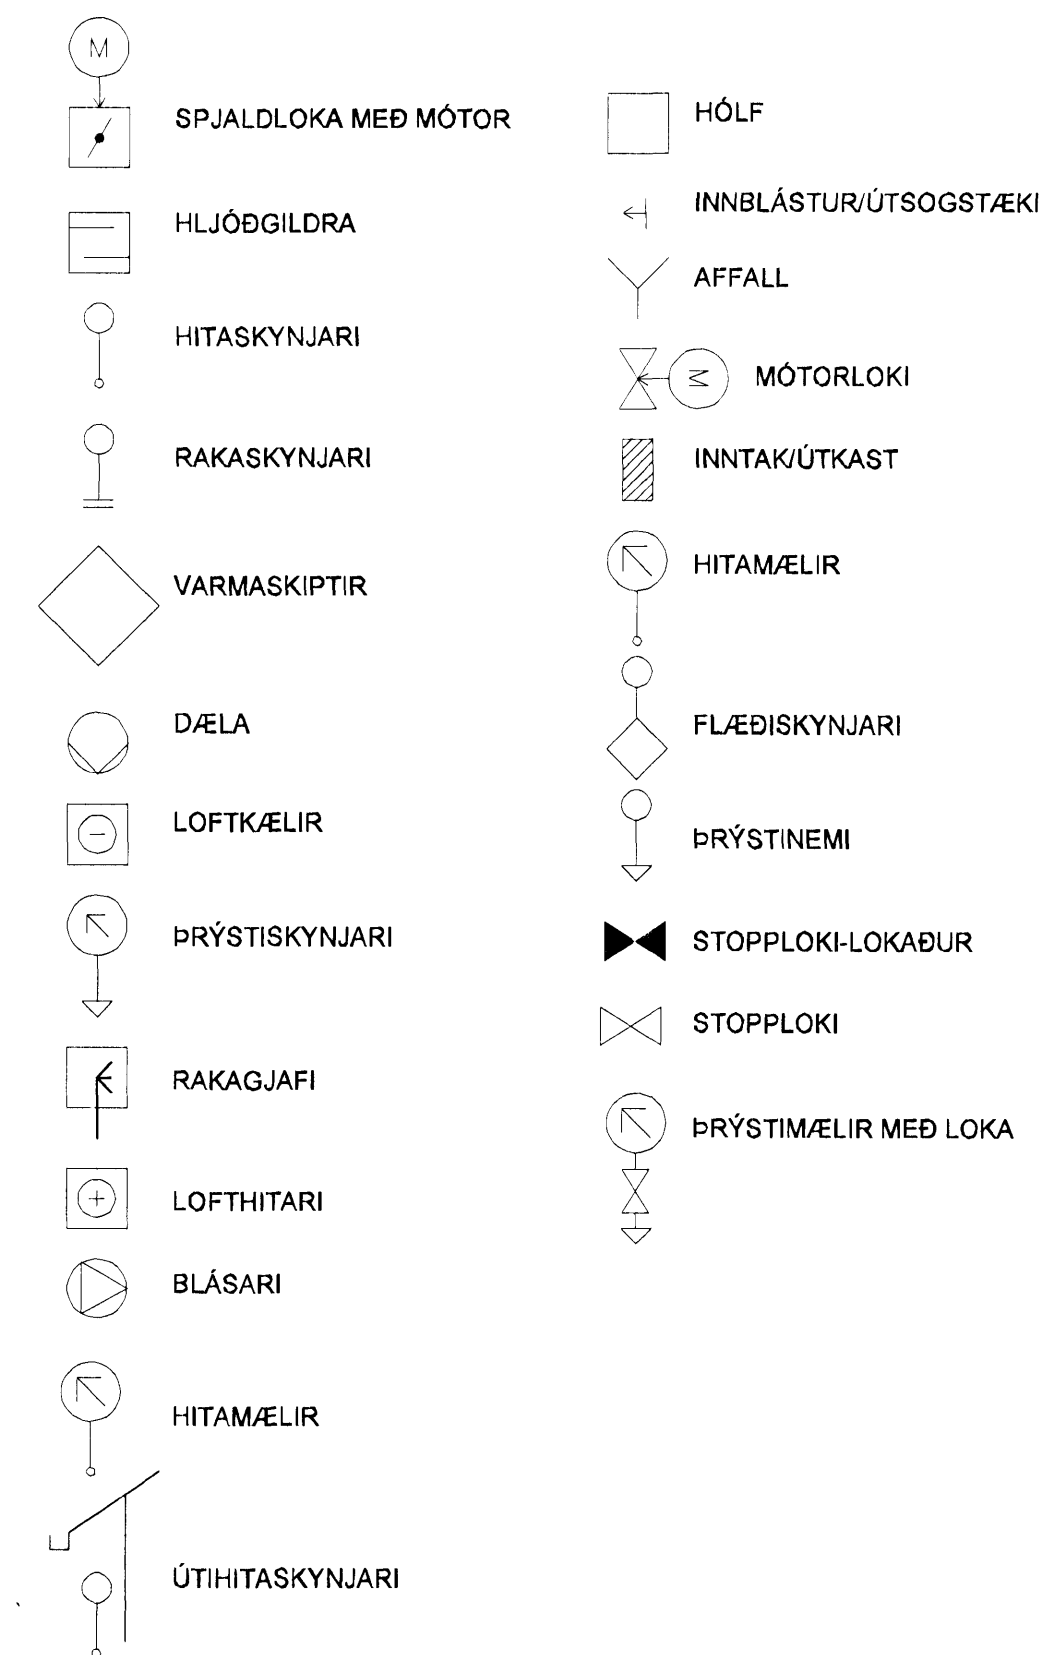 M
SPJALDLOKA MEÐ MÓTOR
HLJÓÐGILDRA
HITASKYNJARI
RAKASKYNJARI
VARMASKIPTIR
DÆLA
LOFTKÆLIR
ÞRÝSTISKYNJARI
RAKAGJAFI
LOFTHITARI
BLÁSARI
HITAMÆLIR
ÚTIHITASKYNJARI
HÓLF
INNBLÁSTUR/ÚTSOGSTÆKI
AFFALL
M
MÓTORLOKI
INNTAK/ÚTKAST
HITAMÆLIR
FLÆÐISKYNJARI
ÞRÝSTINEMI
STOPPLOKI-LOKAÐUR
STOPPLOKI
ÞRÝSTIMÆLIR MEÐ LOKA